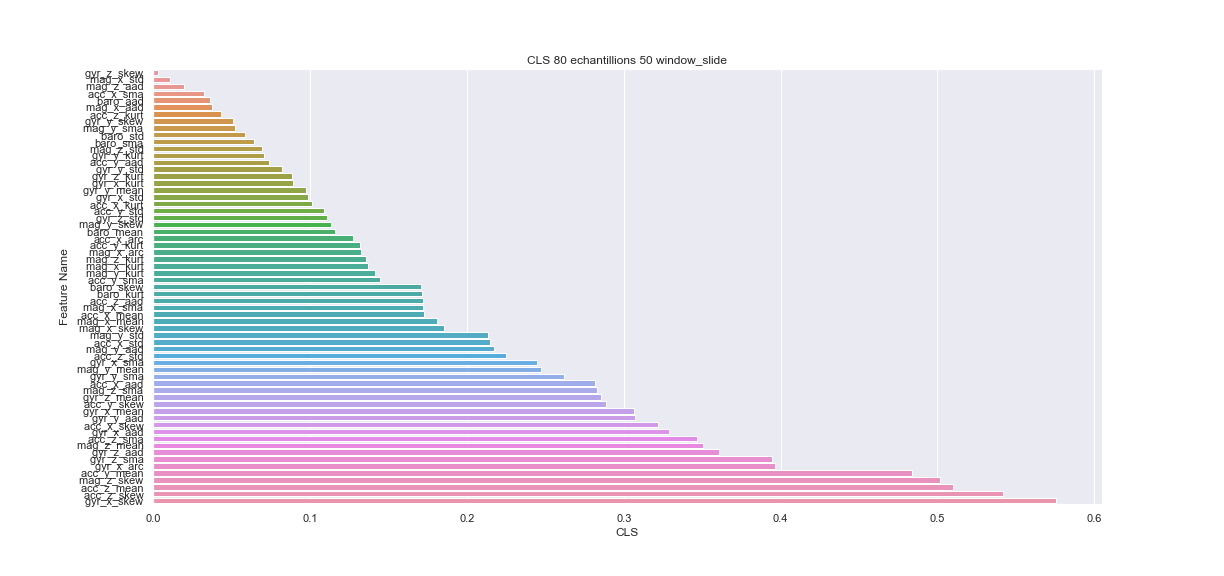 CLS 80 echantillions 50 window_slide
gyr_z_skew
mag_x_std
mag_z_aad
acc_x_sma
baro_aad
mag_x_aad
acc_z_kurt
gyr_y_skew
mag_y_sma
baro_std
baro_sma
mag_z_std
gyr_y_kurt
acc_y_aad
gyr_y_std
gyr_z_kurt
gyr_x_kurt
gyr_y_mean
gyr_x_std
acc_x_kurt
acc_y_std
gyr_z_std
mag_y_skew
baro_mean
acc_x_arc
acc_y_kurt
mag_x_arc
mag_z_kurt
mag_x_kurt
mag_y_kurt
acc_y_sma
baro_skew
baro_kurt
acc_z_aad
mag_x_sma
acc_x_mean
mag_x_mean
mag_x_skew
mag_y_std
acc_x_std
mag_y_aad
acc_z_std
gyr_x_sma
mag_y_mean
gyr_y_sma
acc_x_aad
mag_z_sma
gyr_z_mean
acc_y_skew
gyr_x_mean
gyr_y_aad
acc_x_skew
gyr_x_aad
acc_z_sma
mag_z_mean
gyr_z_aad
gyr_z_sma
gyr_x_arc
acc_y_mean
mag_z_skew
acc_z_mean
acc_z_skew
gyr_x_skew
Feature Name
0.0 0.1 0.2 0.3 0.4 0.5 0.6
CLS